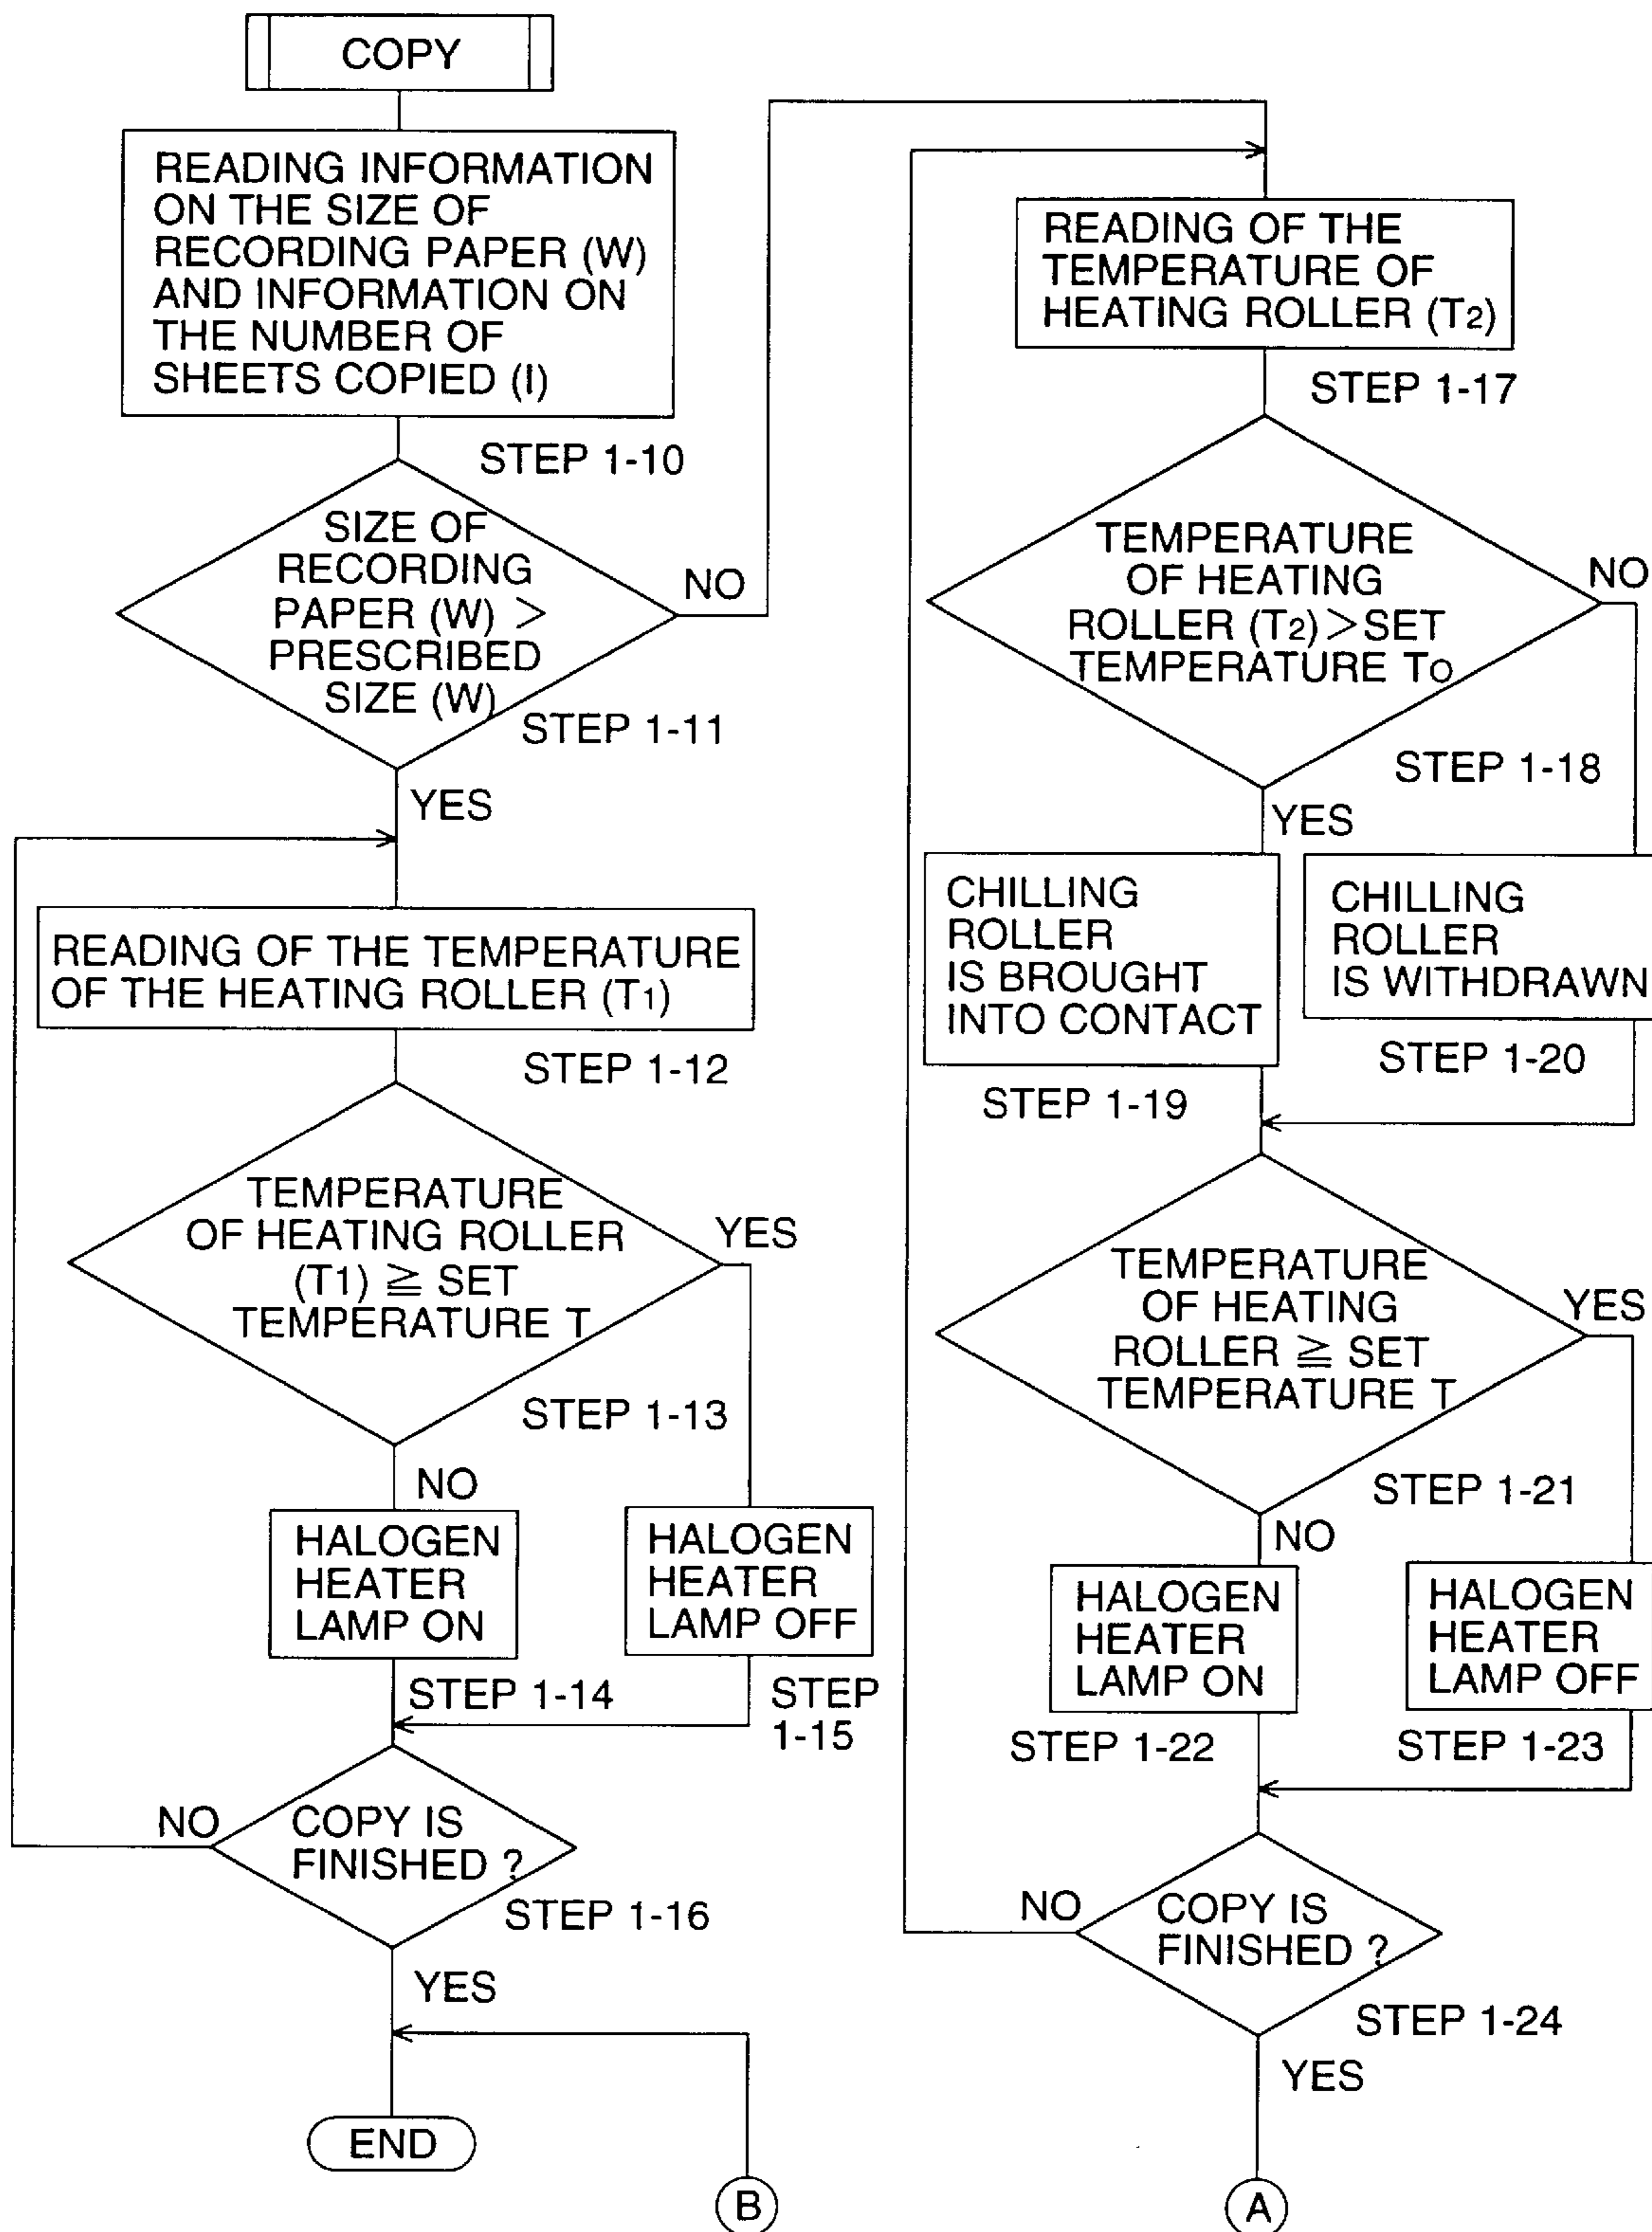 COPY
READING INFORMATION
ON THE SIZE OF
RECORDING PAPER (W)
AND INFORMATION ON
THE NUMBER OF
SHEETS COPIED (I)
STEP 1-10
SIZE OF
RECORDING
PAPER (W) >
PRESCRIBED
SIZE (W)
NO
STEP 1-11
YES
READING OF THE TEMPERATURE
OF THE HEATING ROLLER (T1)
STEP 1-12
TEMPERATURE
OF HEATING ROLLER
(T1) ≧ SET
TEMPERATURE T
YES
STEP 1-13
NO
HALOGEN
HEATER
LAMP ON
HALOGEN
HEATER
LAMP OFF
STEP 1-14
STEP
1-15
NO
COPY IS
FINISHED ?
STEP 1-16
YES
END
B
READING OF THE
TEMPERATURE OF
HEATING ROLLER (T2)
STEP 1-17
TEMPERATURE
OF HEATING
ROLLER (T2) > SET
TEMPERATURE TO
NO
STEP 1-18
YES
CHILLING
ROLLER
IS BROUGHT
INTO CONTACT
CHILLING
ROLLER
IS WITHDRAWN
STEP 1-20
STEP 1-19
TEMPERATURE
OF HEATING
ROLLER ≧ SET
TEMPERATURE T
YES
STEP 1-21
NO
HALOGEN
HEATER
LAMP ON
HALOGEN
HEATER
LAMP OFF
STEP 1-22
STEP 1-23
NO
COPY IS
FINISHED ?
STEP 1-24
YES
A